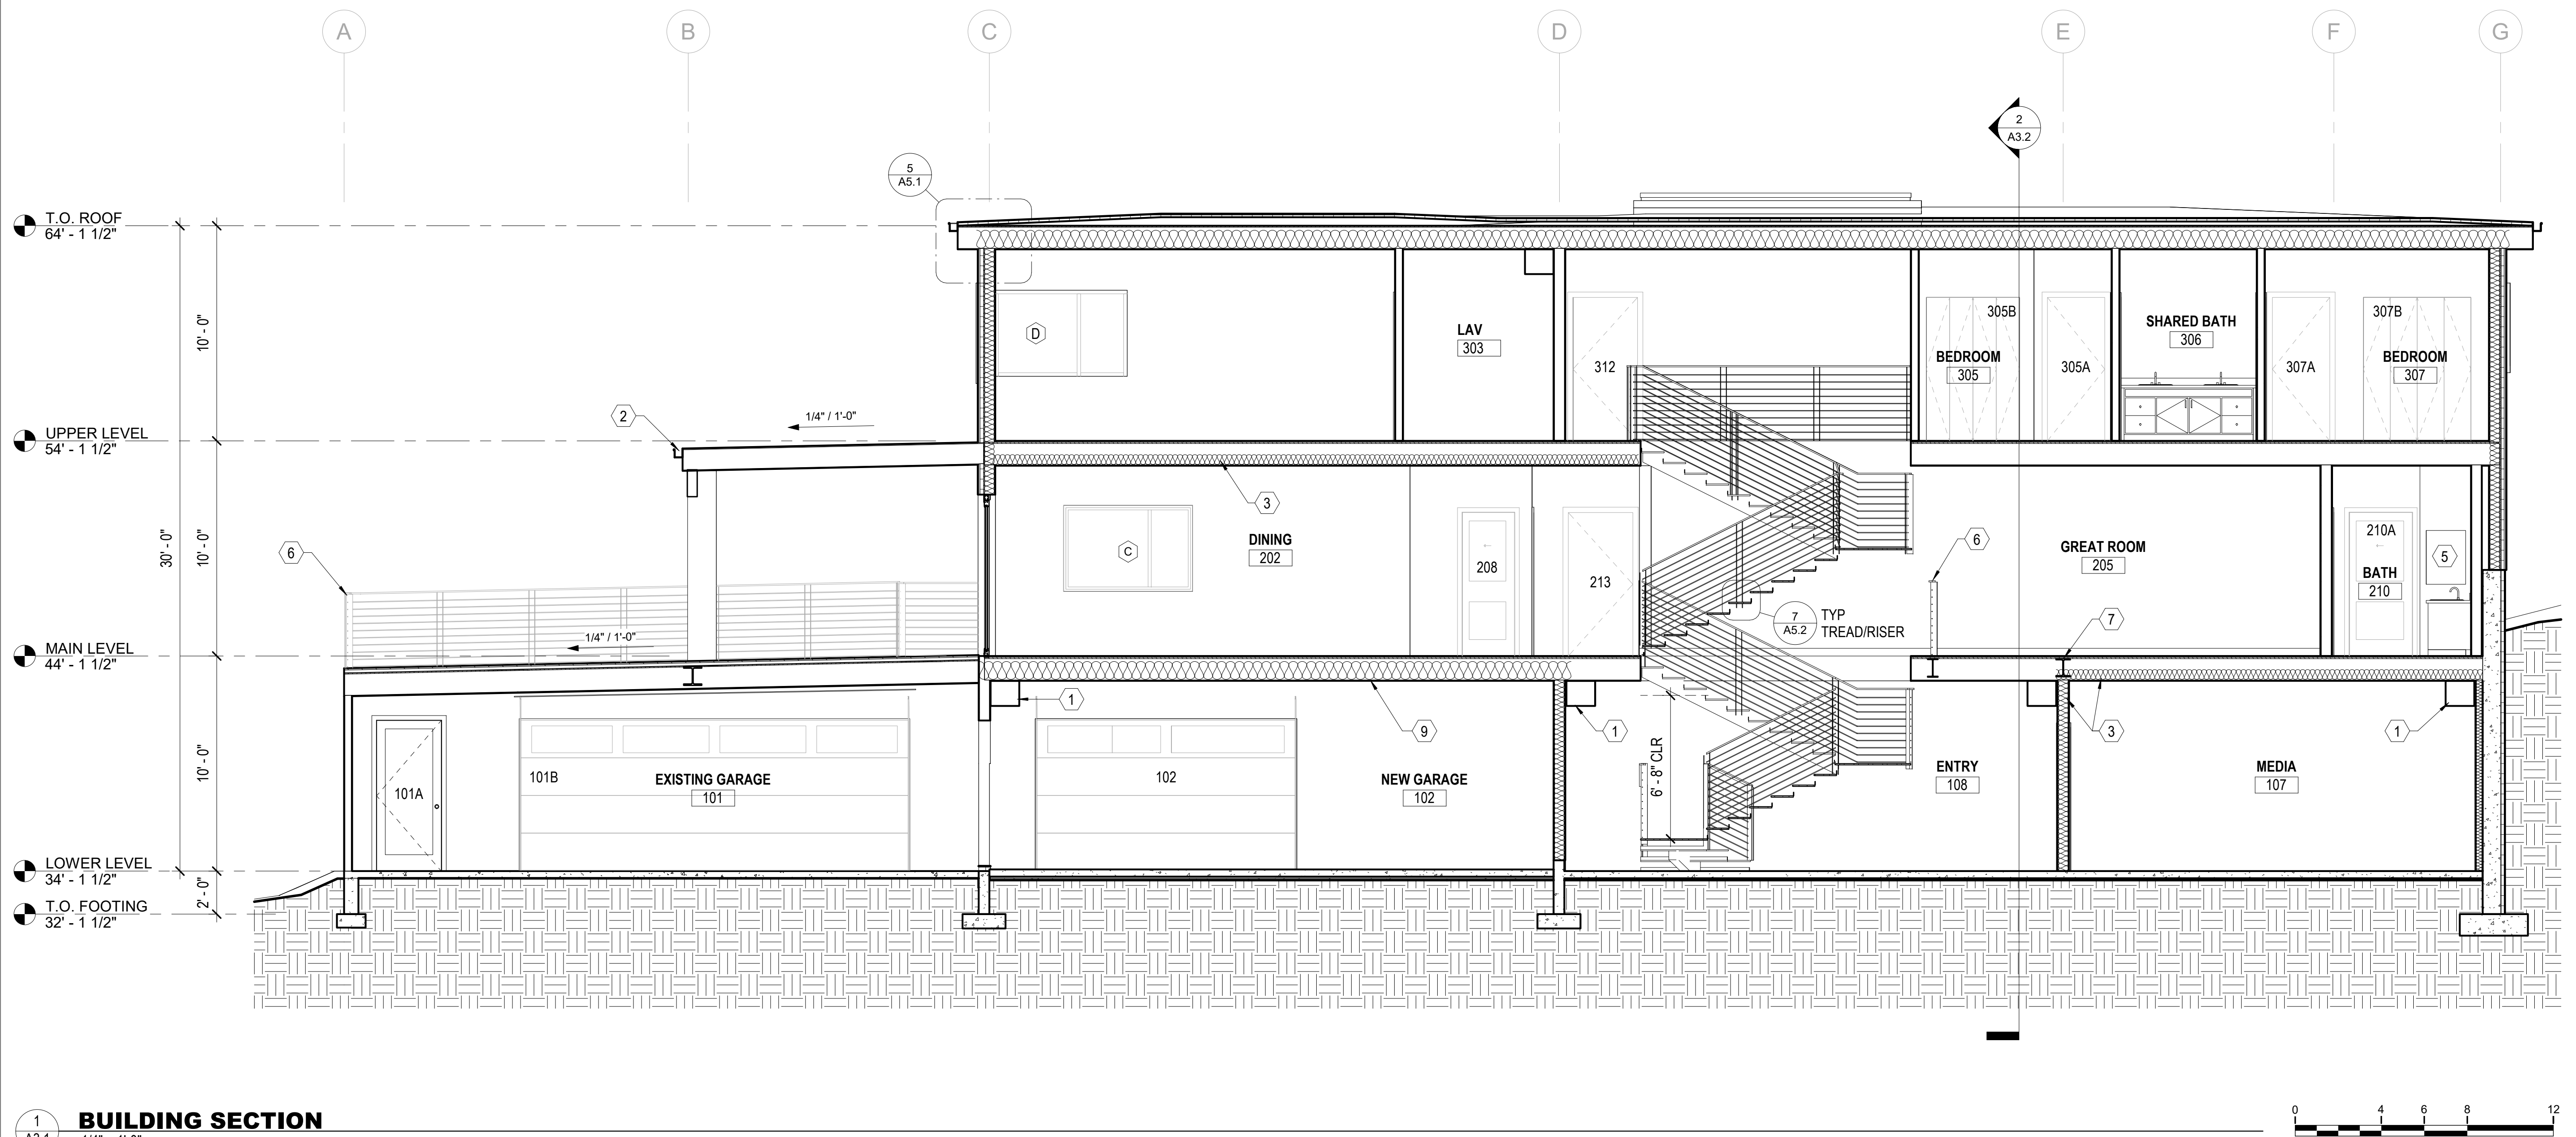 A B C D E F G
2
A3.2
5
A5.1
T.O. ROOF
64' - 1 1/2"
10' - 0"
D
LAV
303
312
BEDROOM
305
305B
305A
SHARED BATH
306
307A
307B
BEDROOM
307
2
1/4" / 1'-0"
UPPER LEVEL
54' - 1 1/2"
30' - 0"
10' - 0"
3
6
DINING
202
C
208
213
6
GREAT ROOM
205
210A
BATH
210
5
7
A5.2
TYP
TREAD/RISER
7
1/4" / 1'-0"
MAIN LEVEL
44' - 1 1/2"
10' - 0"
1
9
1
3
1
6' - 8" CLR
101A
101B
EXISTING GARAGE
101
102
NEW GARAGE
102
ENTRY
108
MEDIA
107
LOWER LEVEL
34' - 1 1/2"
2' - 0"
T.O. FOOTING
32' - 1 1/2"
1
BUILDING SECTION
0 4 6 8 12